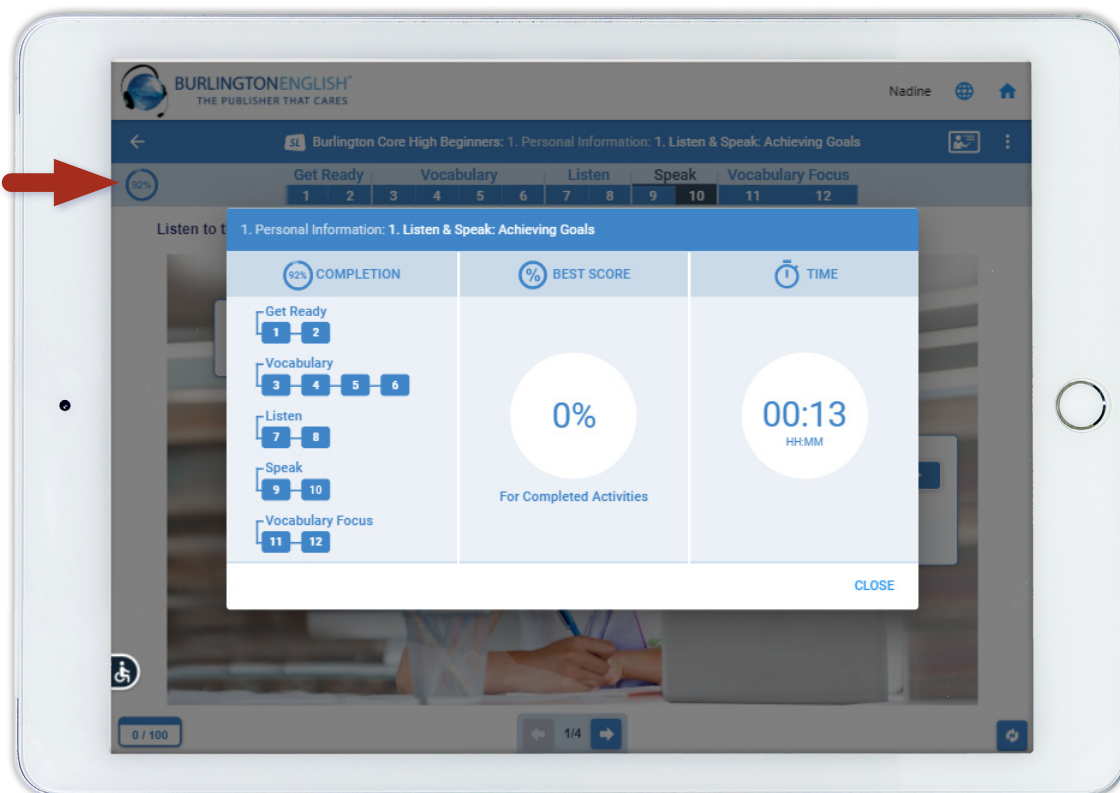 BURLINGTONENGLISH®
THE PUBLISHER THAT CARES
Nadine
SL Burlington Core High Beginners: 1. Personal Information: 1. Listen & Speak: Achieving Goals
92%
Get Ready Vocabulary Listen Speak Vocabulary Focus
1 2 3 4 5 6 7 8 9 10 11 12
Listen to t
1. Personal Information: 1. Listen & Speak: Achieving Goals
92% COMPLETION
% BEST SCORE
TIME
Get Ready
1 2
Vocabulary
3 4 5 6
Listen
7 8
Speak
9 10
Vocabulary Focus
11 12
0%
For Completed Activities
00:13
HH:MM
CLOSE
0 / 100
1/4